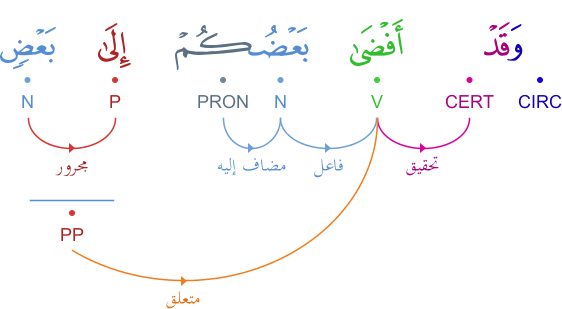 وَقَدْ أَفْضَىٰ بَعْضُكُمْ إِلَىٰ بَعْضٍ
CIRC CERT V N PRON P N
تحقيق فاعل مضاف إليه مجرور
PP
متعلق